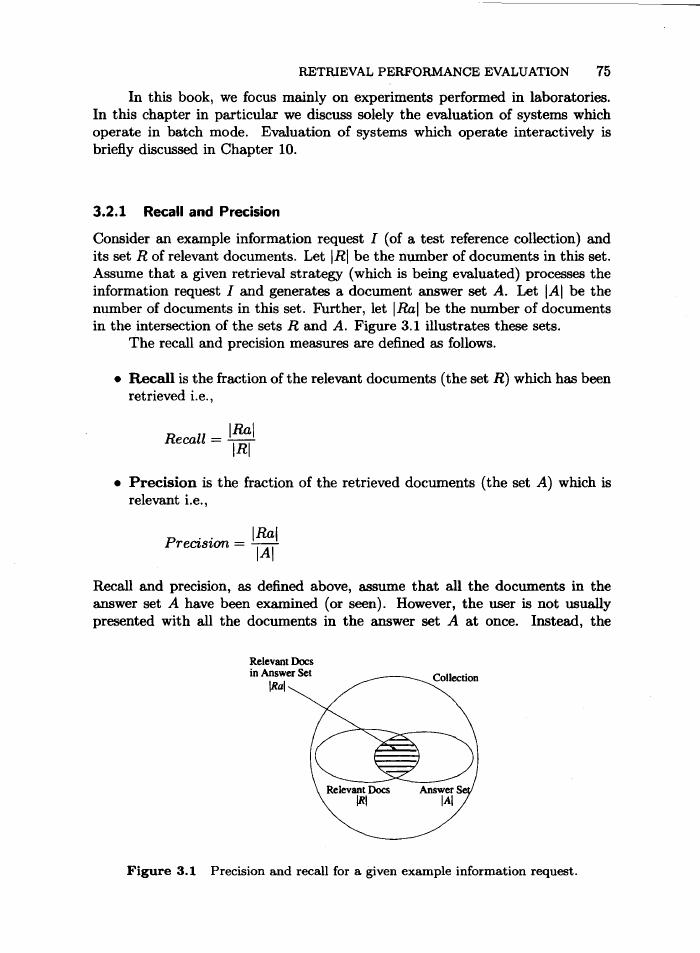 RETRIEVAL PERFORMANCE EVALUATION 75
In this book, we focus mainly on experiments performed in laboratories.
In this chapter in particular we discuss solely the evaluation of systems which
operate in batch mode. Evaluation of systems which operate interactively is
briefly discussed in Chapter 10.
3.2.1 Recall and Precision
Consider an example information request I (of a test reference collection) and
its set R of relevant documents. Let |R| be the number of documents in this set.
Assume that a given retrieval strategy (which is being evaluated) processes the
information request I and generates a document answer set A. Let |A| be the
number of documents in this set. Further, let |Ra| be the number of documents
in the intersection of the sets R and A. Figure 3.1 illustrates these sets.
The recall and precision measures are defined as follows.
• Recall is the fraction of the relevant documents (the set R) which has been
retrieved i.e.,
Recall = |Ra| / |R|
• Precision is the fraction of the retrieved documents (the set A) which is
relevant i.e.,
Precision = |Ra| / |A|
Recall and precision, as defined above, assume that all the documents in the
answer set A have been examined (or seen). However, the user is not usually
presented with all the documents in the answer set A at once. Instead, the
Relevant Docs
in Answer Set
|Ra|
Collection
Relevant Docs
|R|
Answer Set
|A|
Figure 3.1 Precision and recall for a given example information request.